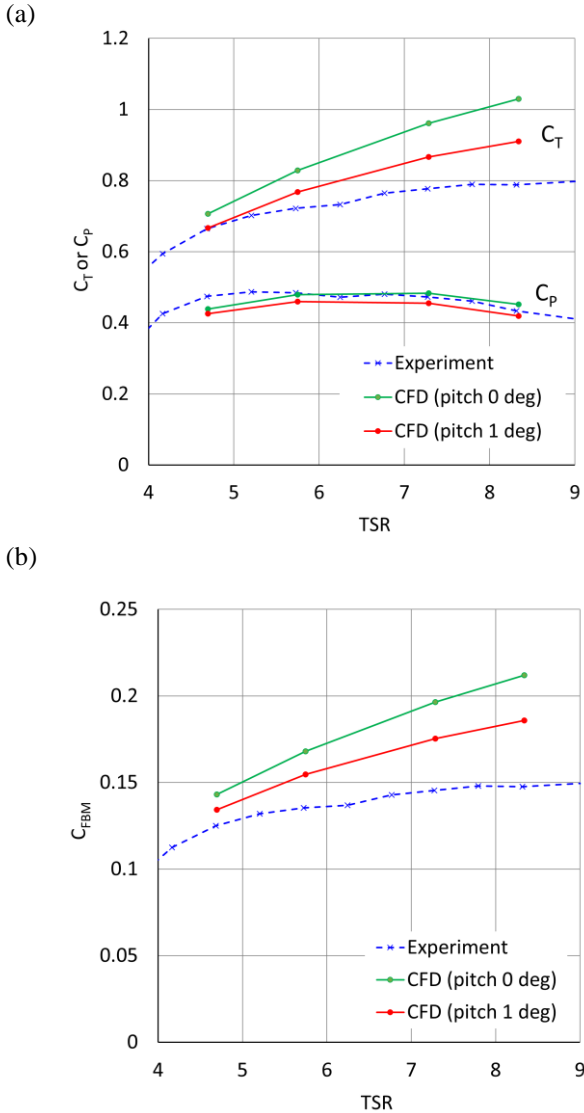 (a)
1.2
1
0.8
0.6
0.4
0.2
0
C_T or C_P
C_T
C_P
Experiment
CFD (pitch 0 deg)
CFD (pitch 1 deg)
4 5 6 7 8 9
TSR
(b)
0.25
0.2
0.15
0.1
0.05
0
C_FBM
Experiment
CFD (pitch 0 deg)
CFD (pitch 1 deg)
4 5 6 7 8 9
TSR